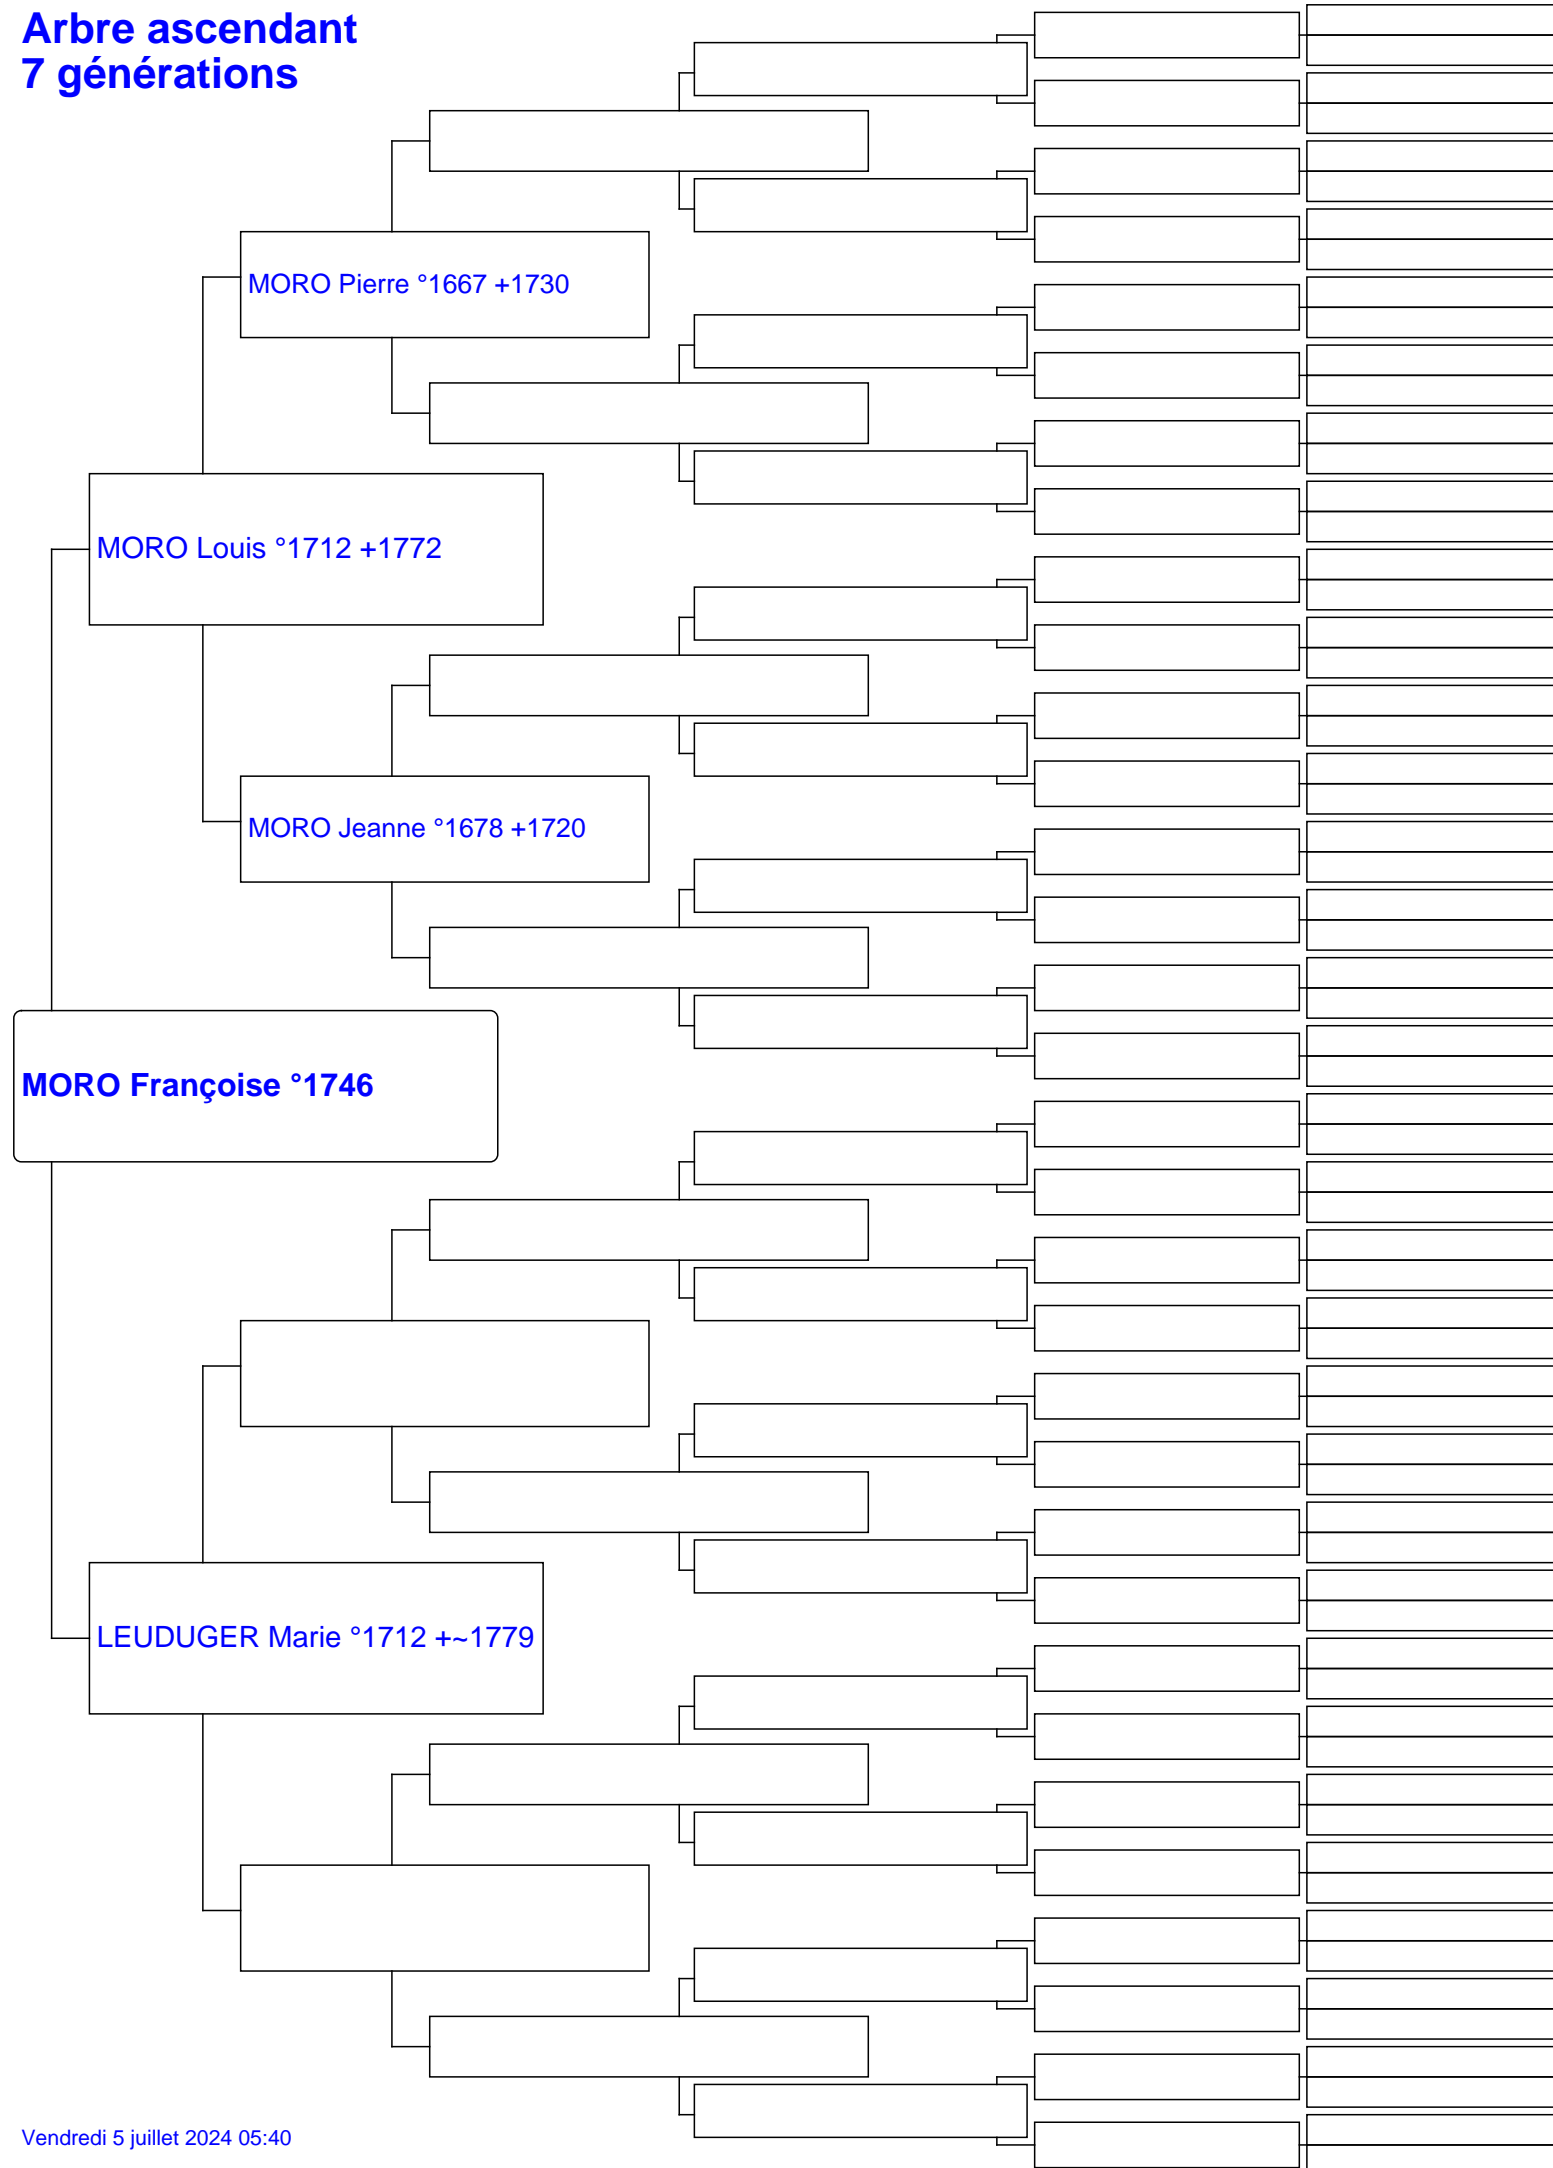 Arbre ascendant
7 générations
MORO Pierre °1667 +1730
MORO Louis °1712 +1772
MORO Jeanne °1678 +1720
MORO Françoise °1746
LEUDUGER Marie °1712 +~1779
Vendredi 5 juillet 2024 05:40